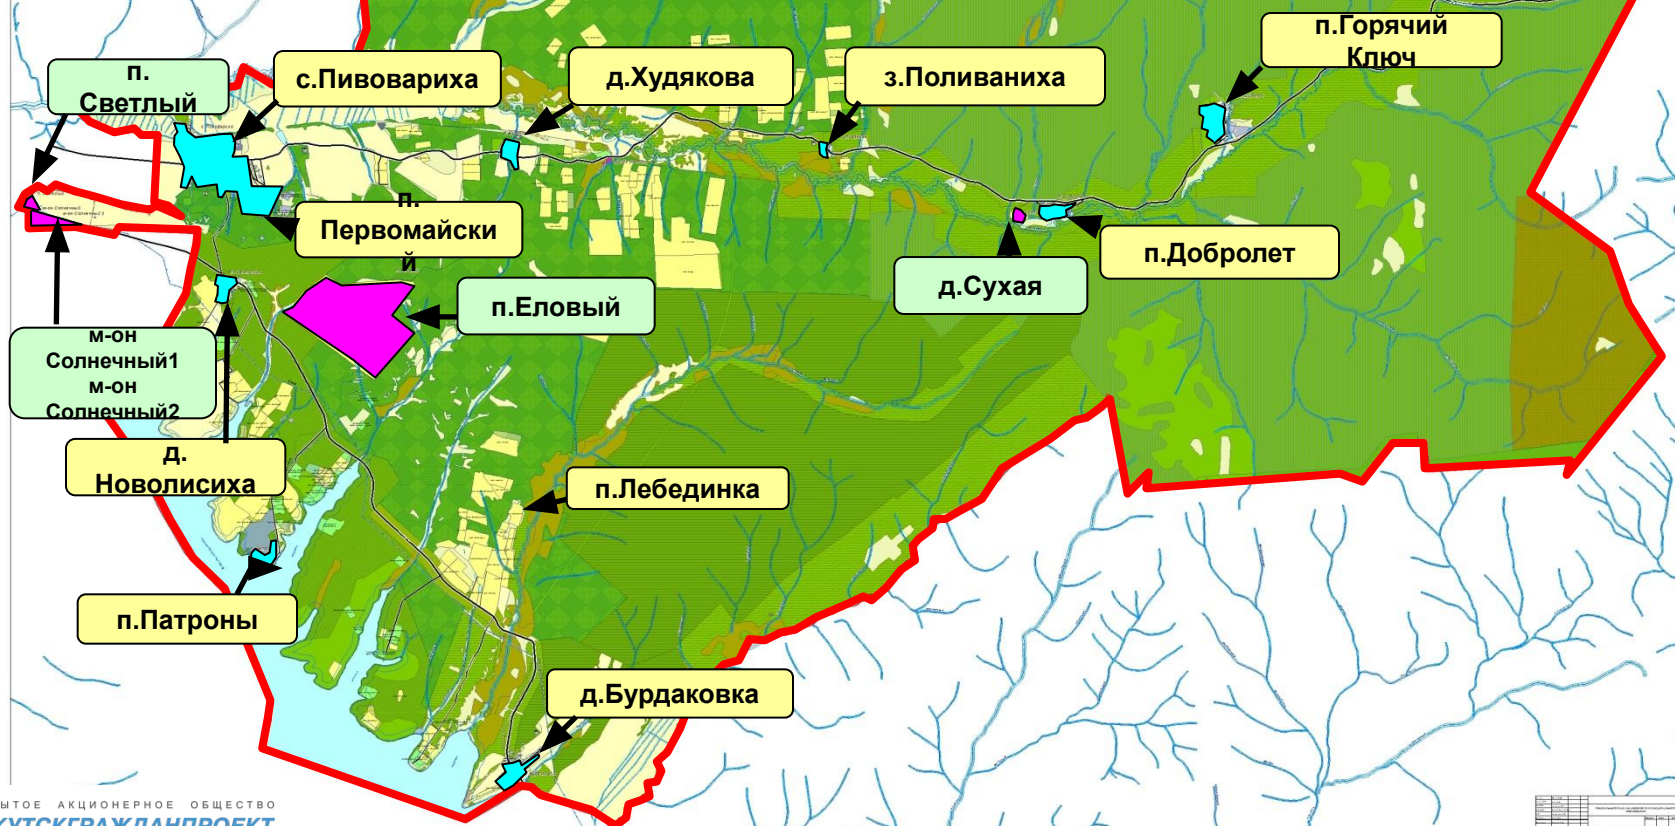 п.Горячий
Ключ
п.
Светлый
с.Пивовариха
д.Худякова
з.Поливаниха
п.
Первомайски
й
п.Добролет
д.Сухая
п.Еловый
м-он
Солнечный1
м-он
Солнечный2
д.
Новолисиха
п.Лебединка
п.Патроны
д.Бурдаковка
ЫТОЕ АКЦИОНЕРНОЕ ОБЩЕСТВО
КУТСКГРАЖДАНПРОЕКТ